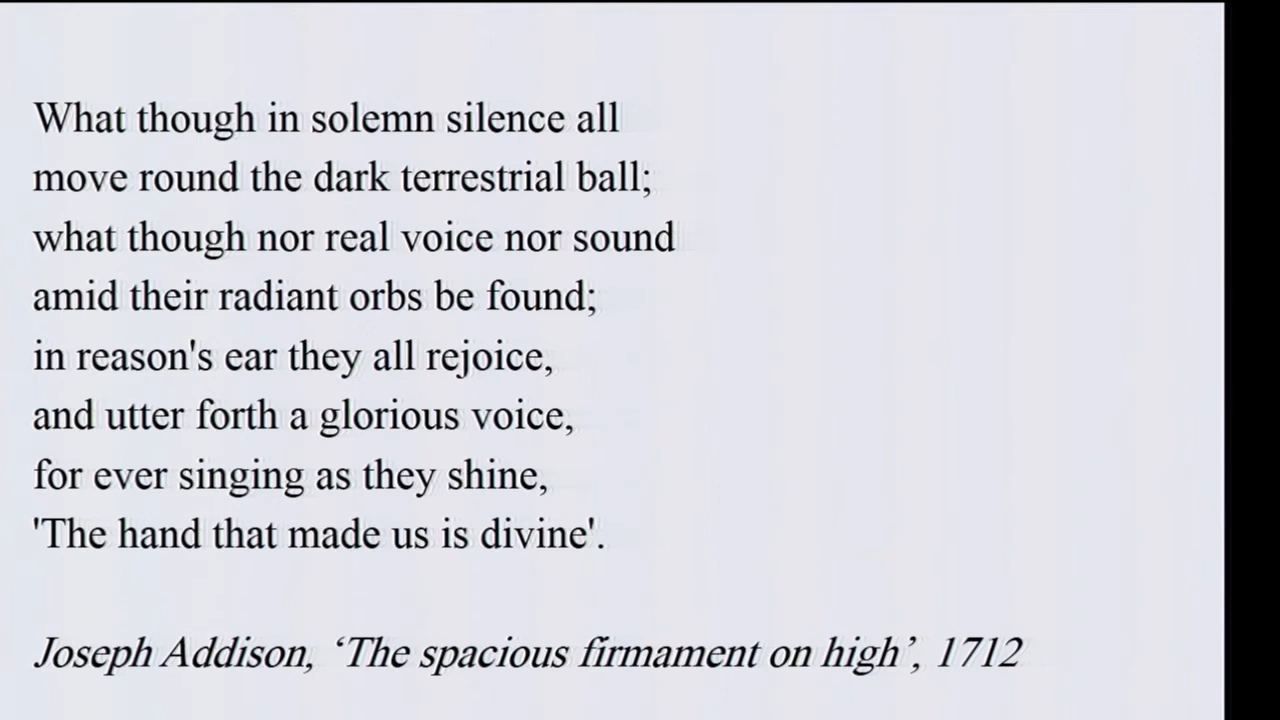 What though in solemn silence all
move round the dark terrestrial ball;
what though nor real voice nor sound
amid their radiant orbs be found;
in reason's ear they all rejoice,
and utter forth a glorious voice,
for ever singing as they shine,
'The hand that made us is divine'.
Joseph Addison, ‘The spacious firmament on high’, 1712